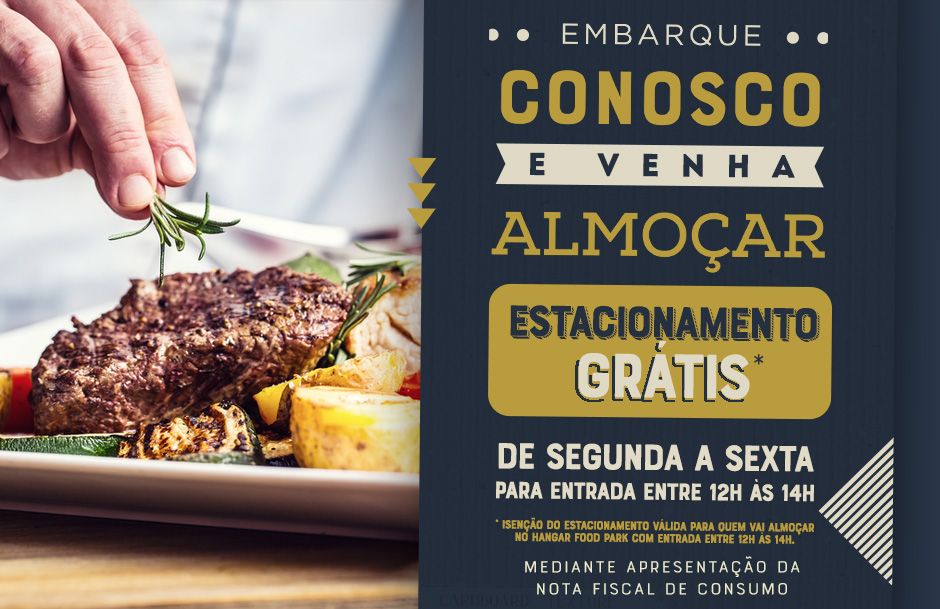 EMBARQUE
CONOSCO
E VENHA
ALMOÇAR
ESTACIONAMENTO
GRÁTIS*
DE SEGUNDA A SEXTA
PARA ENTRADA ENTRE 12H ÀS 14H
* ISENÇÃO DO ESTACIONAMENTO VÁLIDA PARA QUEM VAI ALMOÇAR
NO HANGAR FOOD PARK COM ENTRADA ENTRE 12H ÀS 14H.
MEDIANTE APRESENTAÇÃO DA
NOTA FISCAL DE CONSUMO